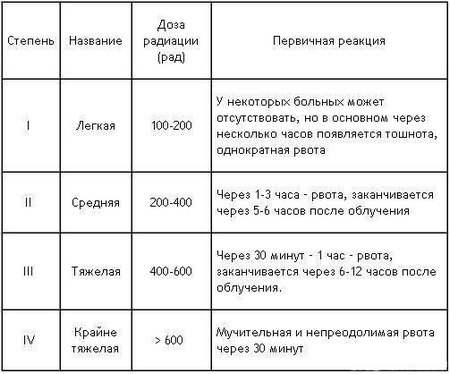 Степень Название Доза радиации (рад) Первичная реакция
I Легкая 100-200 У некоторых больных может
отсутствовать, но в основном через
несколько часов появляется тошнота,
однократная рвота
II Средняя 200-400 Через 1-3 часа - рвота, заканчивается
через 5-6 часов после облучения
III Тяжелая 400-600 Через 30 минут - 1 час - рвота,
заканчивается через 6-12 часов после
облучения.
IV Крайне тяжелая > 600 Мучительная и непреодолимая рвота
через 30 минут